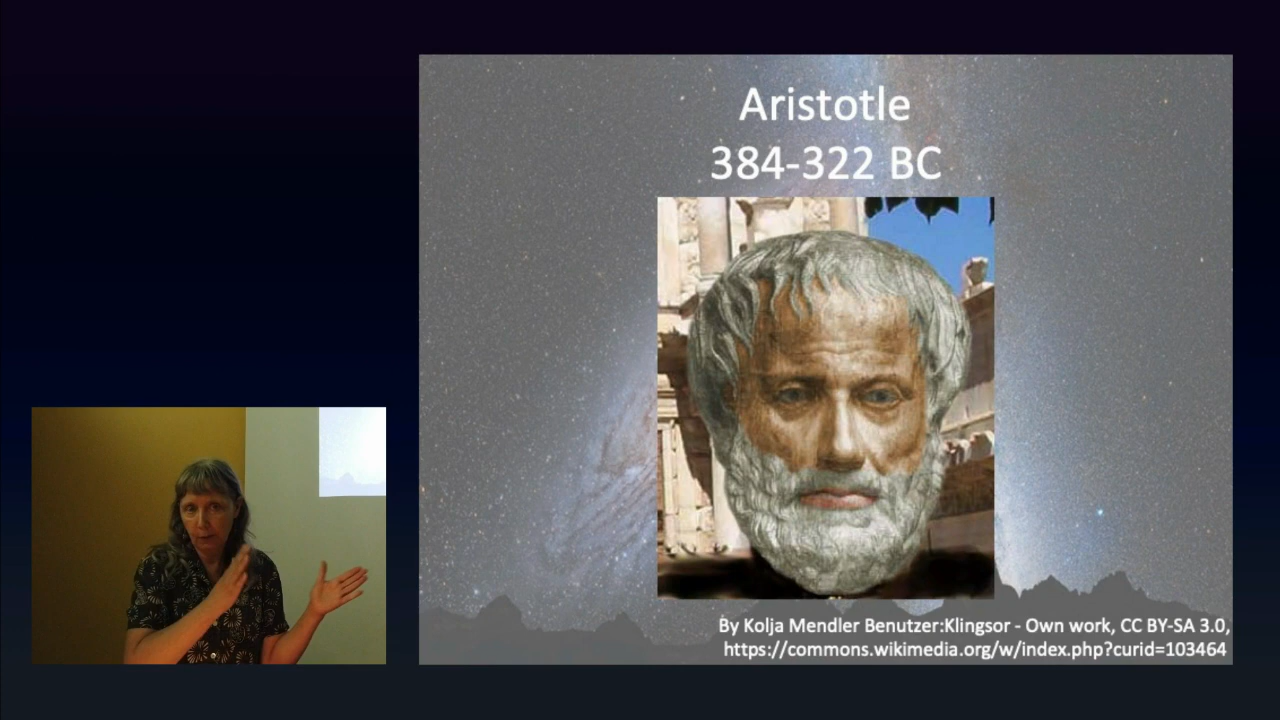 Aristotle
384-322 BC
By Kolja Mendler Benutzer:Klingsor - Own work, CC BY-SA 3.0,
https://commons.wikimedia.org/w/index.php?curid=103464